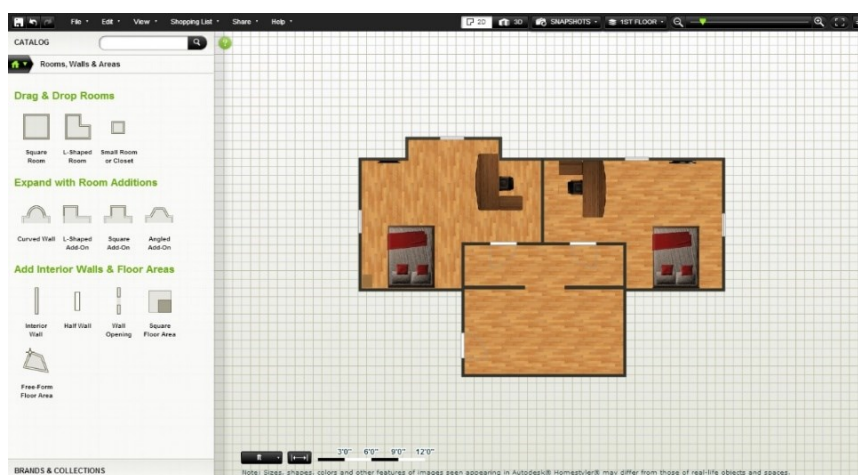 File Edit View Shopping List Share Help 2D 3D SNAPSHOTS 1ST FLOOR
CATALOG
Rooms, Walls & Areas
Drag & Drop Rooms
Square Room
L-Shaped Room
Small Room or Closet
Expand with Room Additions
Curved Wall
L-Shaped Add-On
Square Add-On
Angled Add-On
Add Interior Walls & Floor Areas
Interior Wall
Half Wall
Wall Opening
Square Floor Area
Free-Form Floor Area
ft 3'0" 6'0" 9'0" 12'0"
BRANDS & COLLECTIONS
Note: Sizes, shapes, colors and other features of images seen appearing in Autodesk® Homestyler® may differ from those of real-life objects and spaces.